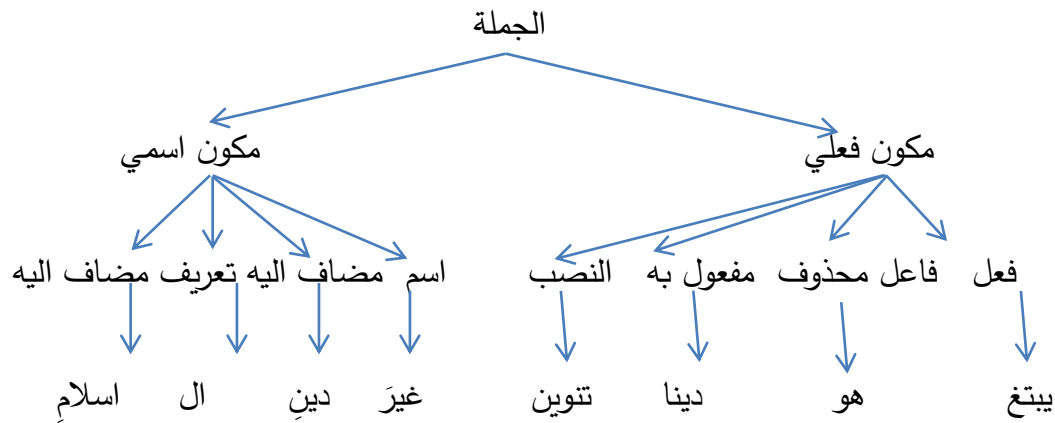 الجملة
مكون فعلي مكون اسمي
فعل فاعل محذوف مفعول به النصب اسم مضاف اليه تعريف مضاف اليه
يبتغ هو دينا تنوين غيرَ دينِ ال اسلامِ